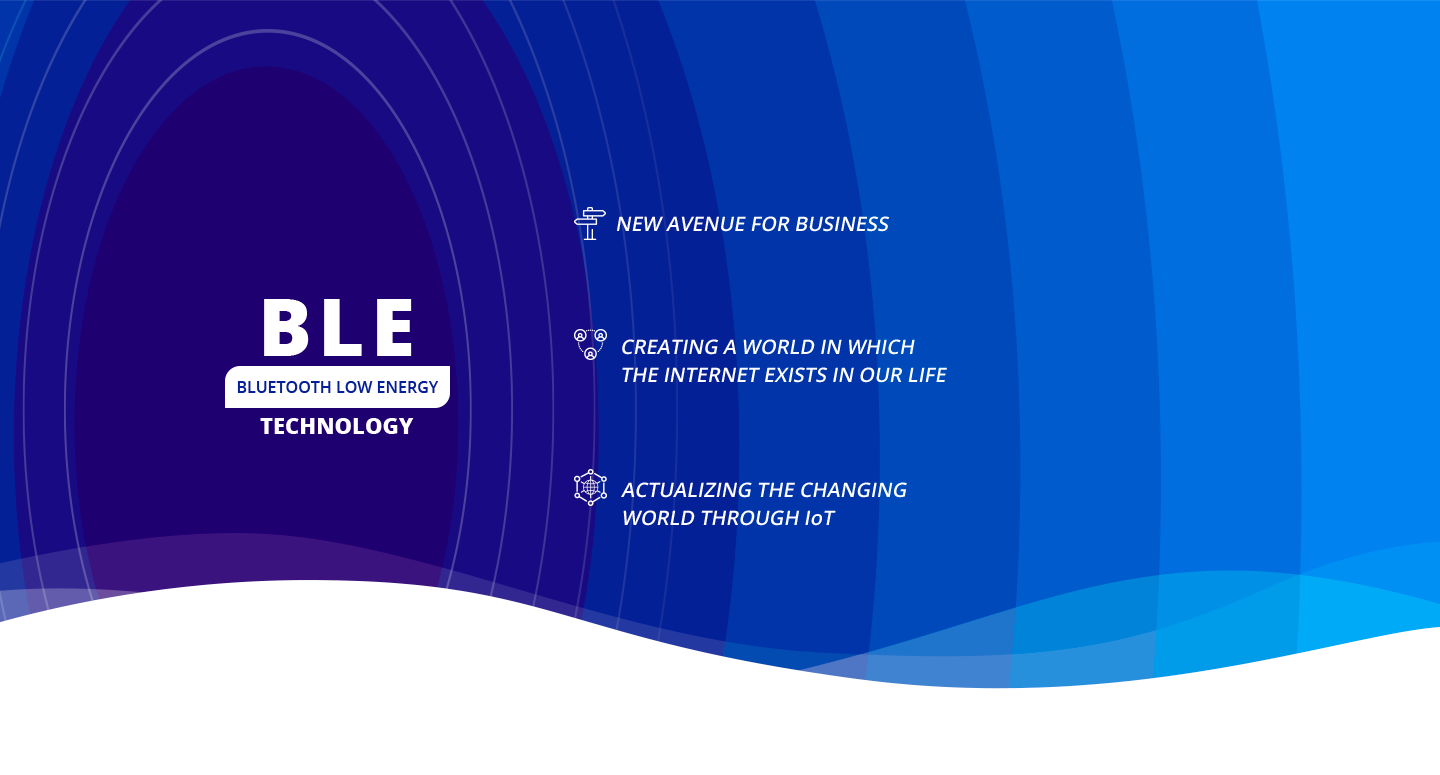 BLE
BLUETOOTH LOW ENERGY
TECHNOLOGY
NEW AVENUE FOR BUSINESS
CREATING A WORLD IN WHICH
THE INTERNET EXISTS IN OUR LIFE
ACTUALIZING THE CHANGING
WORLD THROUGH IoT